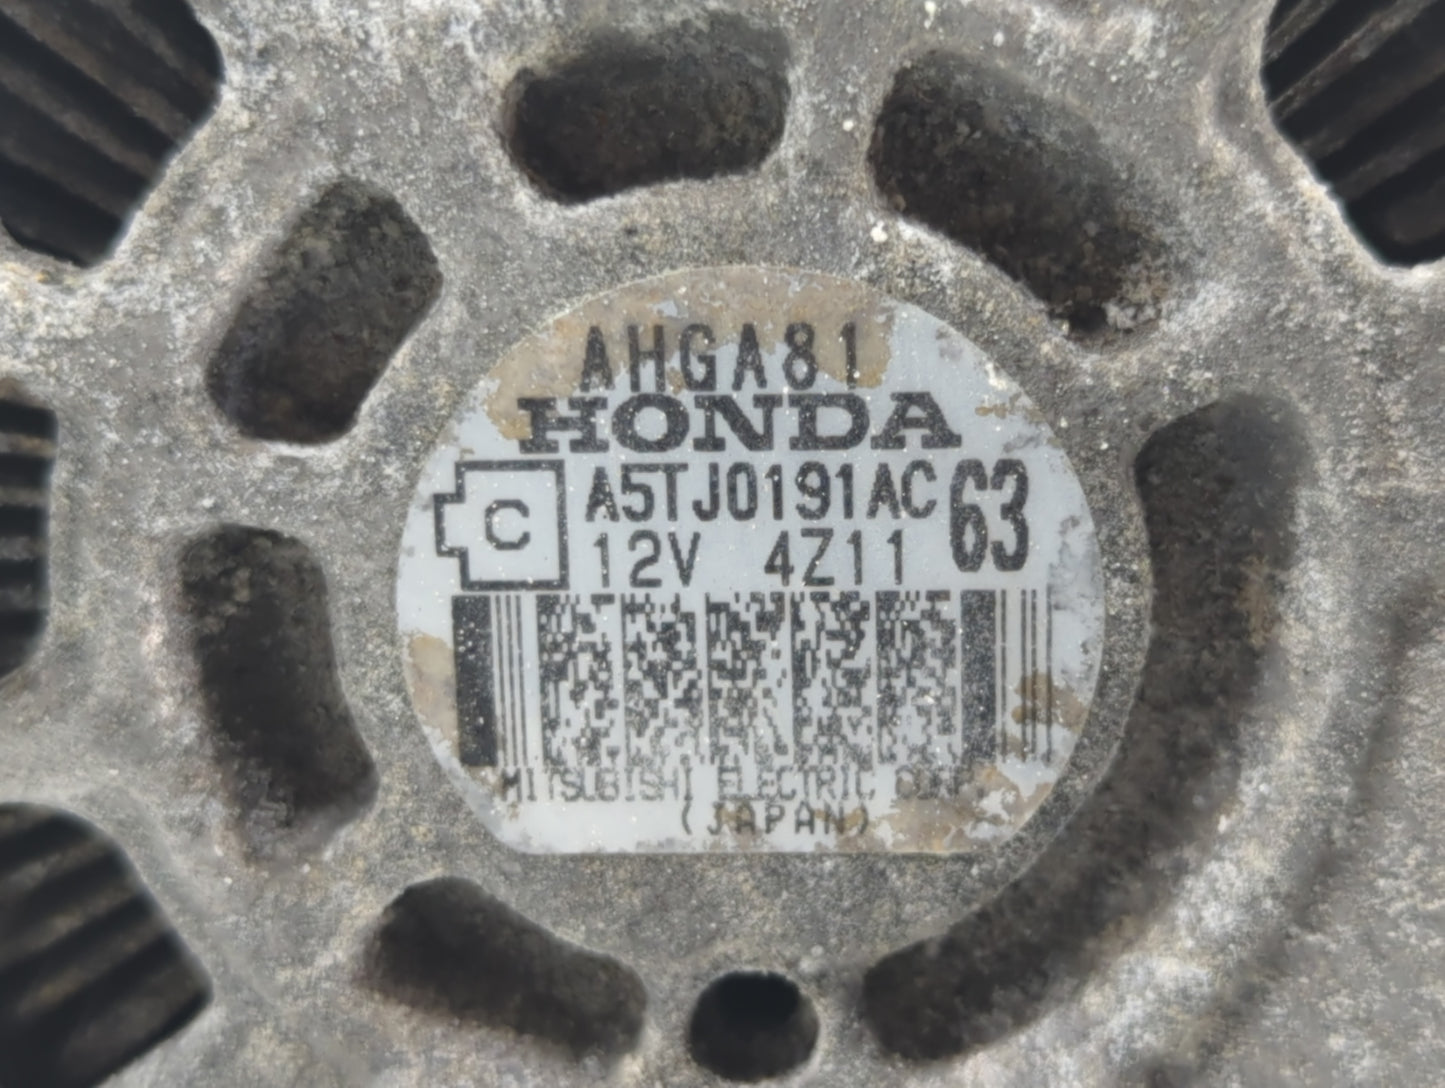 AHGA81
HONDA
C A5TJ0191AC 63
12V 4Z11
MITSUBISHI ELECTRIC CORP.
(JAPAN)